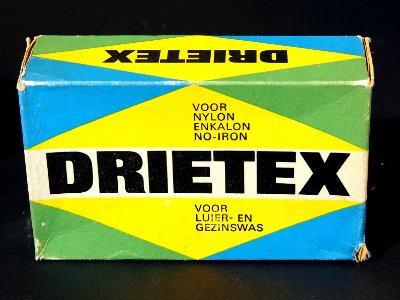 DRIETEX
VOOR
NYLON
ENKALON
NO-IRON
DRIETEX
VOOR
LUIER- EN
GEZINSWAS